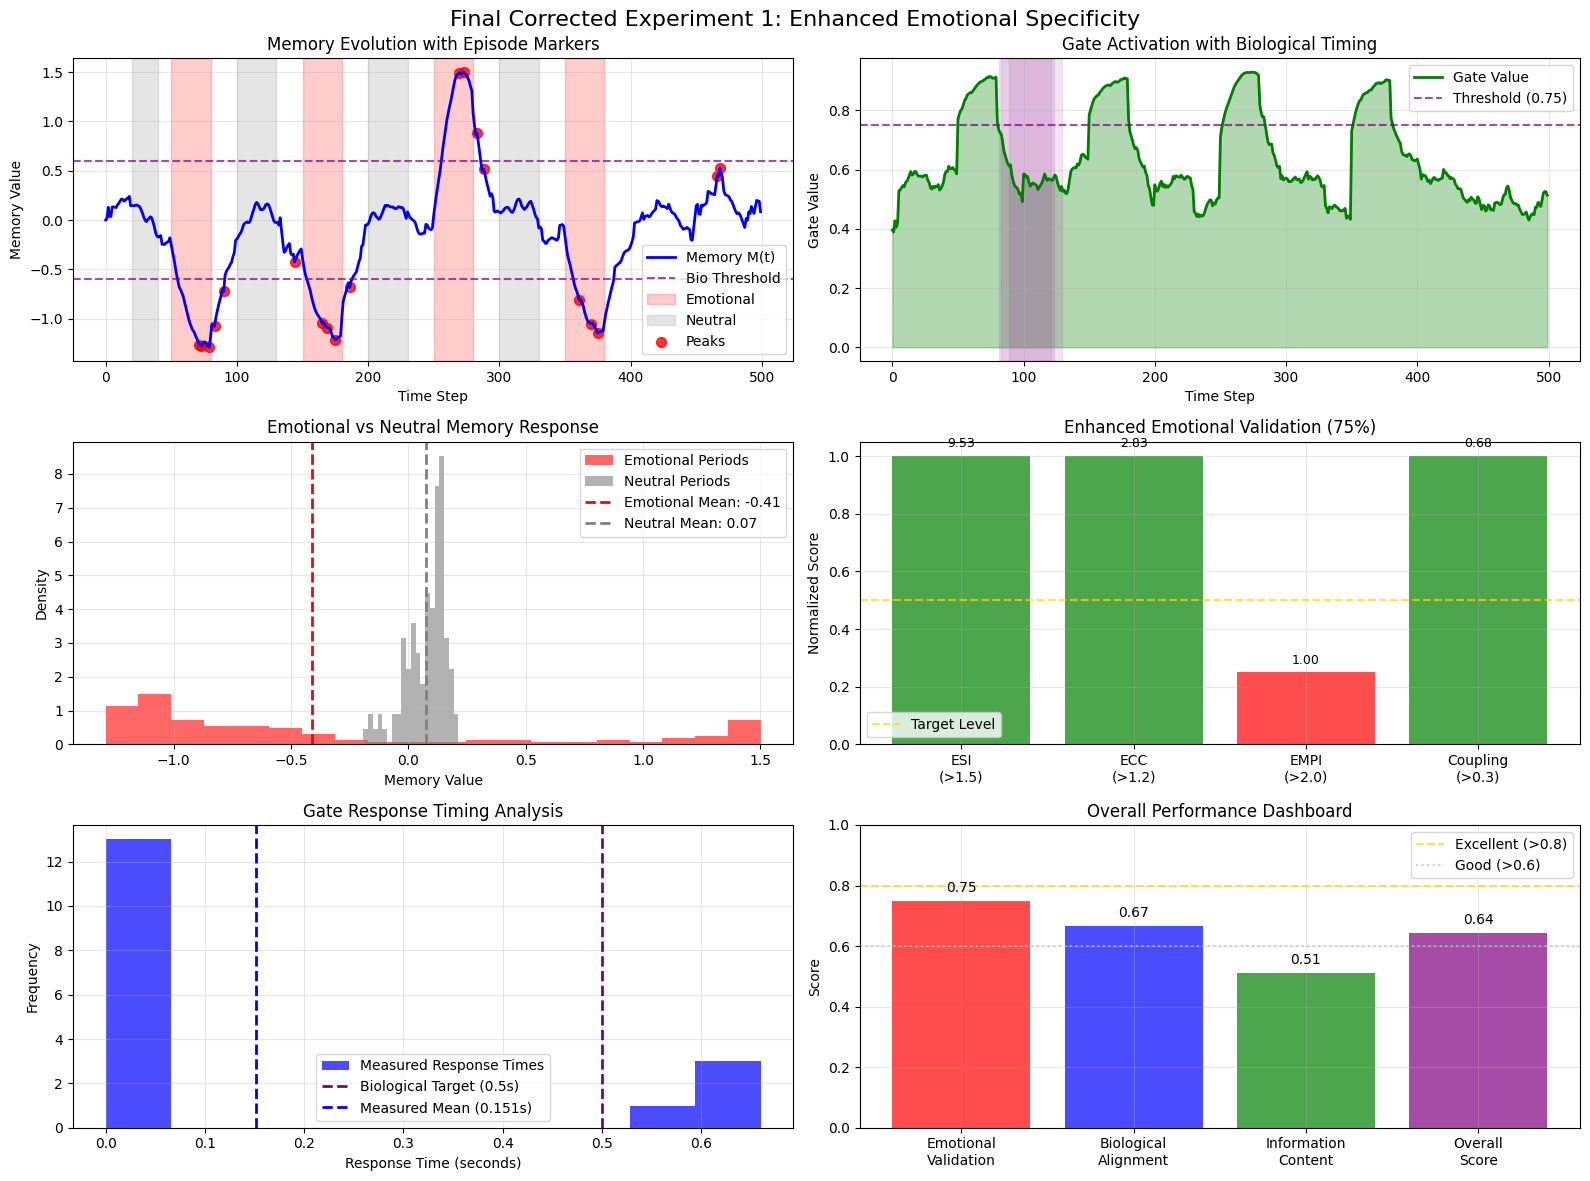 Final Corrected Experiment 1: Enhanced Emotional Specificity
Memory Evolution with Episode Markers
Memory Value
1.5
1.0
0.5
0.0
−0.5
−1.0
Memory M(t)
Bio Threshold
Emotional
Neutral
Peaks
0 100 200 300 400 500
Time Step
Gate Activation with Biological Timing
Gate Value
0.8
0.6
0.4
0.2
0.0
Gate Value
Threshold (0.75)
0 100 200 300 400 500
Time Step
Emotional vs Neutral Memory Response
Density
8
7
6
5
4
3
2
1
0
Emotional Periods
Neutral Periods
Emotional Mean: -0.41
Neutral Mean: 0.07
−1.0 −0.5 0.0 0.5 1.0 1.5
Memory Value
Enhanced Emotional Validation (75%)
Normalized Score
1.0
0.8
0.6
0.4
0.2
0.0
9.53 2.83 1.00 0.68
Target Level
ESI ECC EMPI Coupling
(>1.5) (>1.2) (>2.0) (>0.3)
Gate Response Timing Analysis
Frequency
12
10
8
6
4
2
0
Measured Response Times
Biological Target (0.5s)
Measured Mean (0.151s)
0.0 0.1 0.2 0.3 0.4 0.5 0.6
Response Time (seconds)
Overall Performance Dashboard
Score
1.0
0.8
0.6
0.4
0.2
0.0
Excellent (>0.8)
Good (>0.6)
0.75 0.67 0.51 0.64
Emotional Biological Information Overall
Validation Alignment Content Score